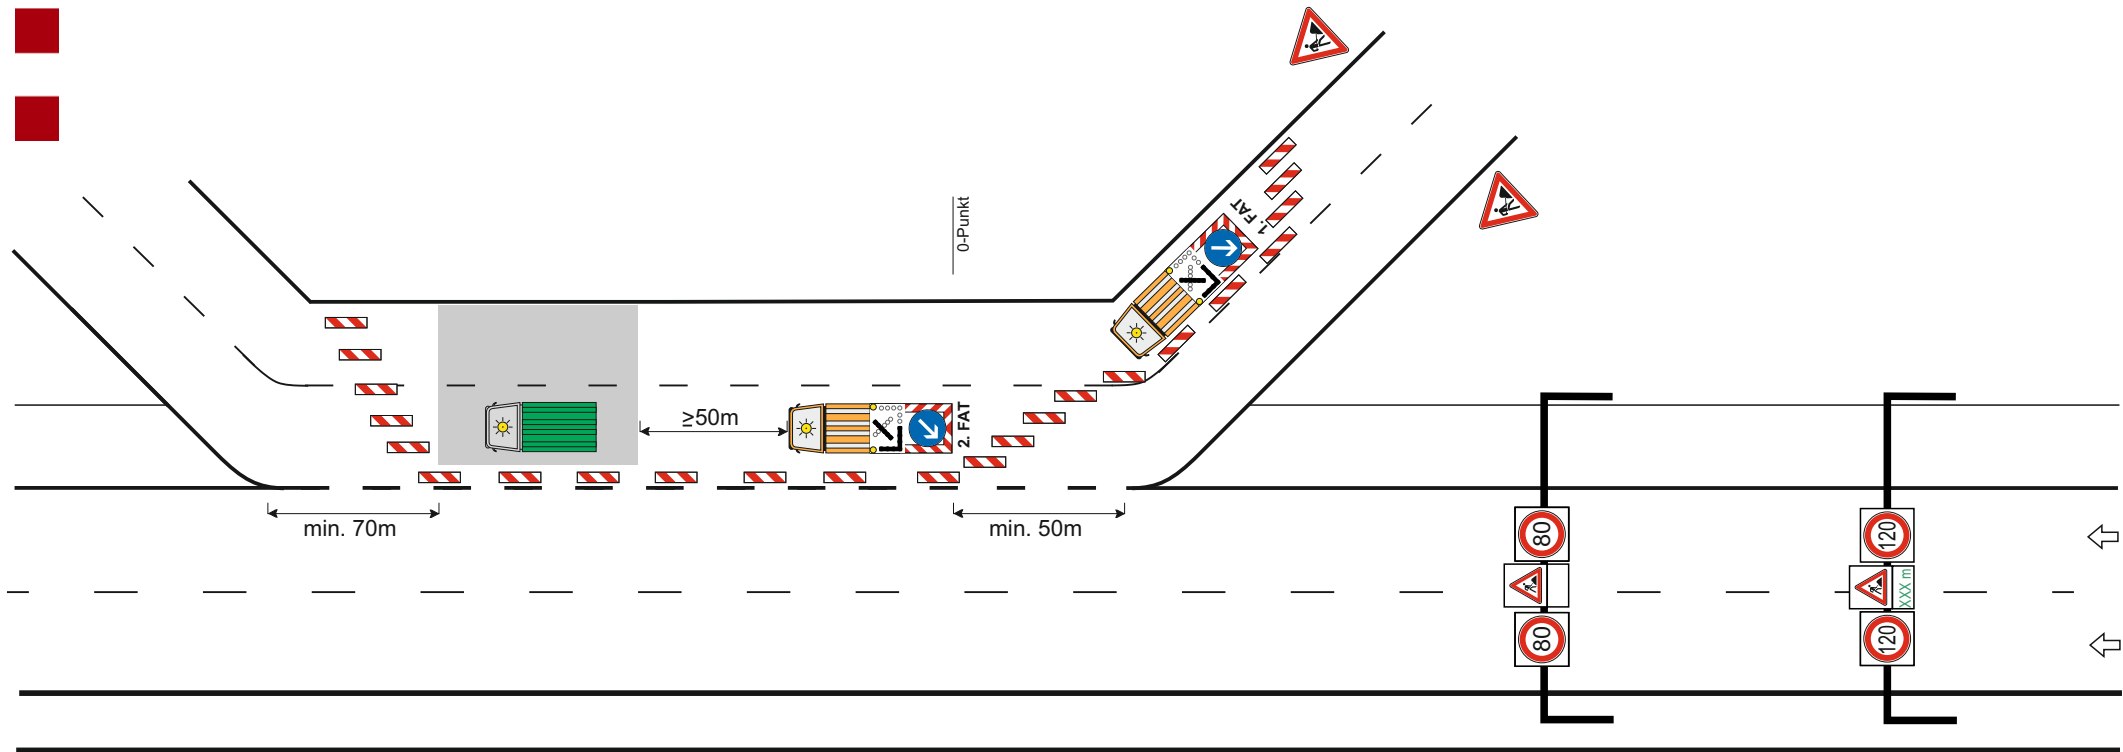 0-Punkt
1. FAT
≥50m
2. FAT
min. 70m
min. 50m
80
120
XXX m
80
120